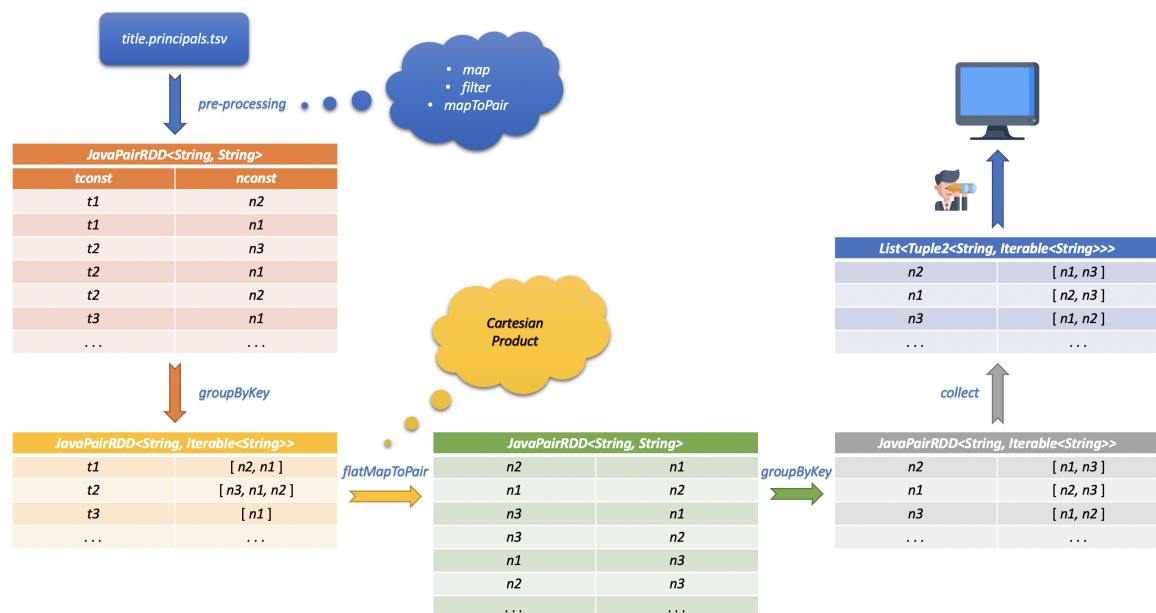 title.principals.tsv
pre-processing
• map
• filter
• mapToPair
JavaPairRDD<String, String>
tconst nconst
t1 n2
t1 n1
t2 n3
t2 n1
t2 n2
t3 n1
. . . . . .
groupByKey
JavaPairRDD<String, Iterable<String>>
t1 [ n2, n1 ]
t2 [ n3, n1, n2 ]
t3 [ n1 ]
. . . . . .
flatMapToPair
Cartesian
Product
JavaPairRDD<String, String>
n2 n1
n1 n2
n3 n1
n3 n2
n1 n3
n2 n3
. . . . . .
groupByKey
JavaPairRDD<String, Iterable<String>>
n2 [ n1, n3 ]
n1 [ n2, n3 ]
n3 [ n1, n2 ]
. . . . . .
collect
List<Tuple2<String, Iterable<String>>>
n2 [ n1, n3 ]
n1 [ n2, n3 ]
n3 [ n1, n2 ]
. . . . . .